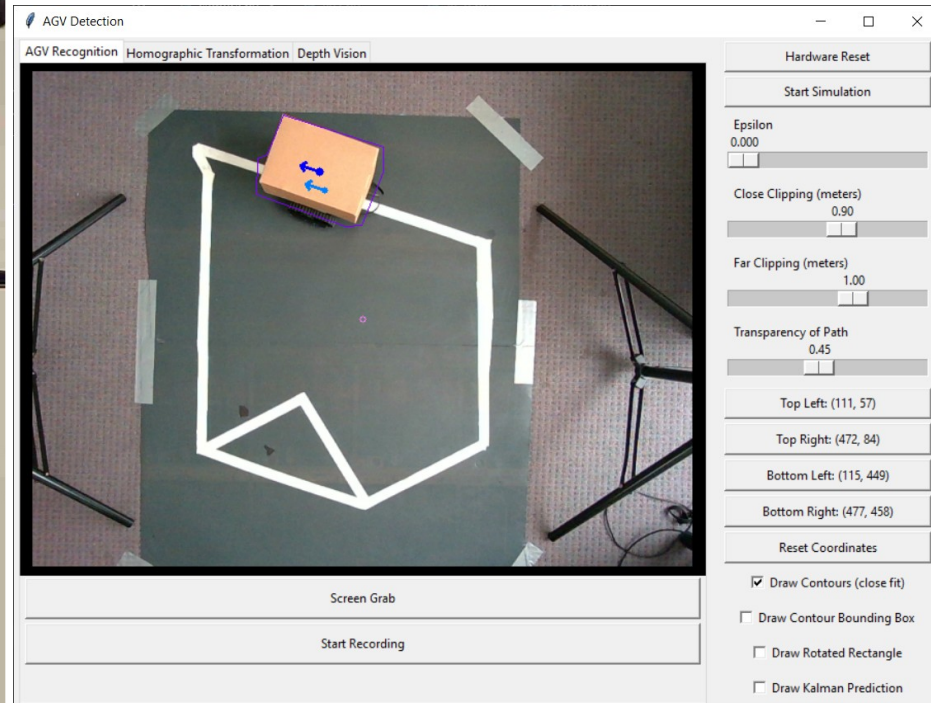 AGV Detection
AGV Recognition
Homographic Transformation
Depth Vision
Hardware Reset
Start Simulation
Epsilon
0.000
Close Clipping (meters)
0.90
Far Clipping (meters)
1.00
Transparency of Path
0.45
Top Left: (111, 57)
Top Right: (472, 84)
Bottom Left: (115, 449)
Bottom Right: (477, 458)
Reset Coordinates
Draw Contours (close fit)
Draw Contour Bounding Box
Draw Rotated Rectangle
Draw Kalman Prediction
Screen Grab
Start Recording